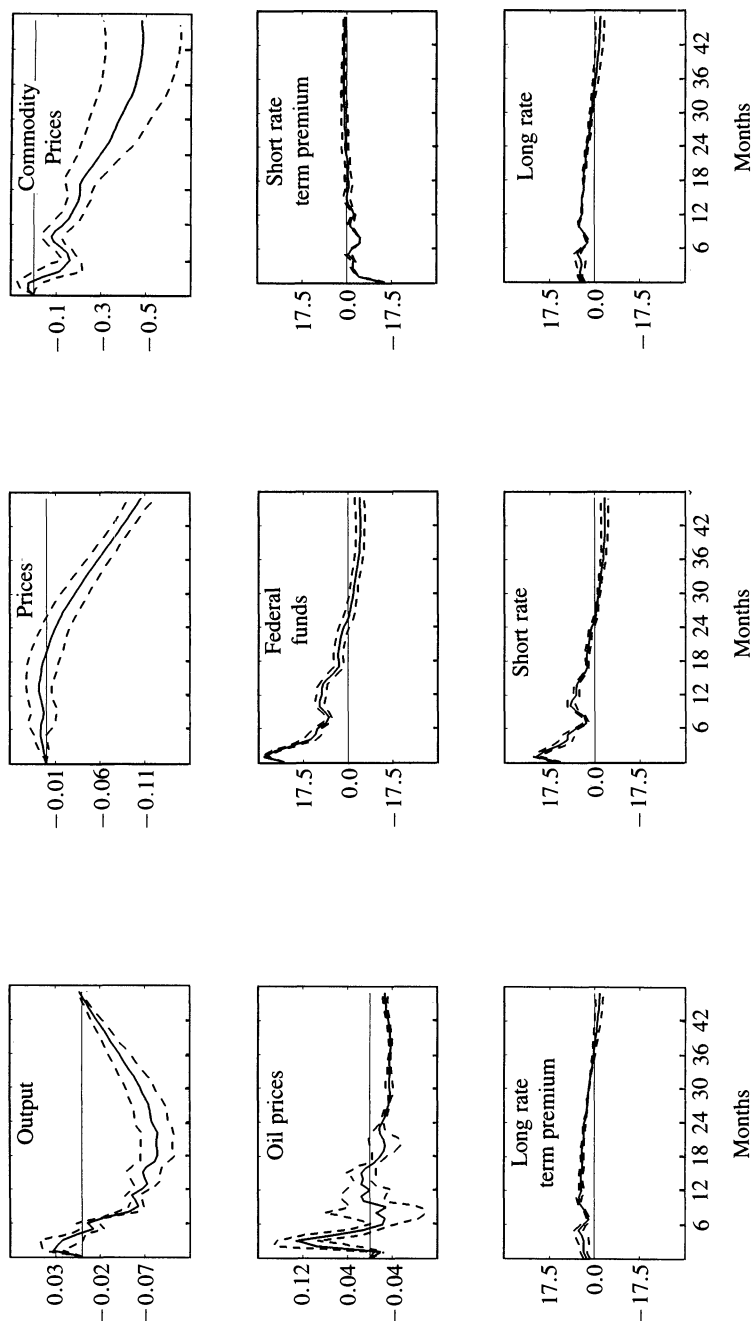 Output
0.03
−0.02
−0.07
Prices
−0.01
−0.06
−0.11
Commodity
Prices
−0.1
−0.3
−0.5
Oil prices
0.12
0.04
−0.04
Federal
funds
17.5
0.0
−17.5
Short rate
term premium
17.5
0.0
−17.5
Long rate
term premium
17.5
0.0
−17.5
6 12 18 24 30 36 42
Months
Short rate
17.5
0.0
−17.5
6 12 18 24 30 36 42
Months
Long rate
17.5
0.0
−17.5
6 12 18 24 30 36 42
Months